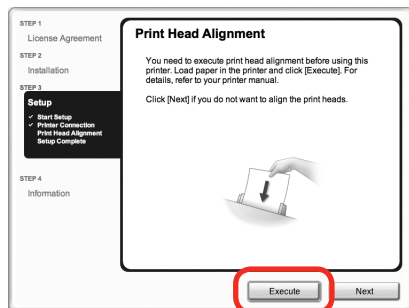 STEP 1
License Agreement
STEP 2
Installation
STEP 3
Setup
✓ Start Setup
✓ Printer Connection
Print Head Alignment
Setup Complete
STEP 4
Information
Print Head Alignment
You need to execute print head alignment before using this
printer. Load paper in the printer and click [Execute]. For
details, refer to your printer manual.
Click [Next] if you do not want to align the print heads.
Execute
Next